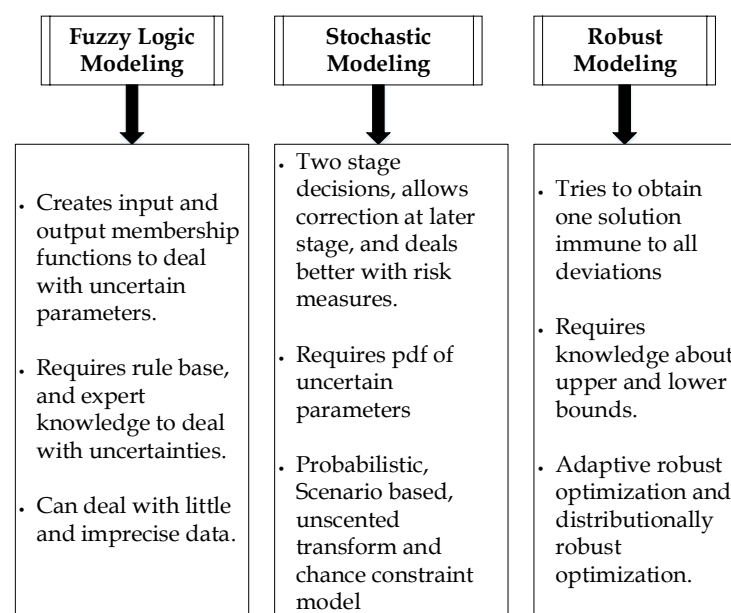 Fuzzy Logic
Modeling
• Creates input and
output membership
functions to deal
with uncertain
parameters.
• Requires rule base,
and expert
knowledge to deal
with uncertainties.
• Can deal with little
and imprecise data.
Stochastic
Modeling
• Two stage
decisions, allows
correction at later
stage, and deals
better with risk
measures.
• Requires pdf of
uncertain
parameters
• Probabilistic,
Scenario based,
unscented
transform and
chance constraint
model
Robust
Modeling
• Tries to obtain
one solution
immune to all
deviations
• Requires
knowledge about
upper and lower
bounds.
• Adaptive robust
optimization and
distributionally
robust
optimization.